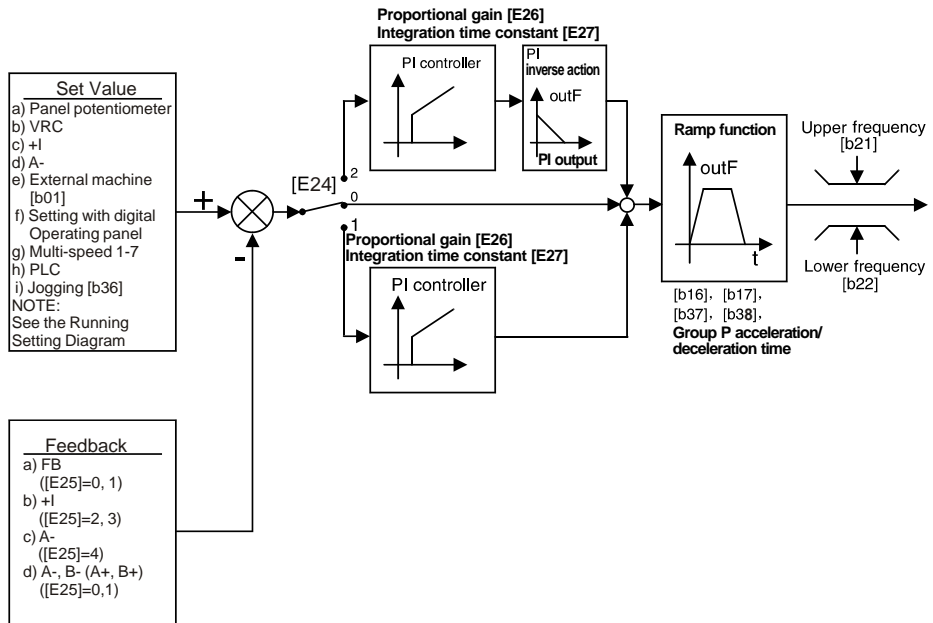 Proportional gain [E26]
Integration time constant [E27]
PI controller
PI
inverse action
outF
PI output
Set Value
a) Panel potentiometer
b) VRC
c) +I
d) A-
e) External machine
[b01]
f) Setting with digital
Operating panel
g) Multi-speed 1-7
h) PLC
i) Jogging [b36]
NOTE:
See the Running
Setting Diagram
+
-
[E24]
2
0
1
Proportional gain [E26]
Integration time constant [E27]
PI controller
Ramp function
outF
t
[b16], [b17],
[b37], [b38],
Group P acceleration/
deceleration time
Upper frequency
[b21]
Lower frequency
[b22]
Feedback
a) FB
([E25]=0, 1)
b) +I
([E25]=2, 3)
c) A-
([E25]=4)
d) A-, B- (A+, B+)
([E25]=0,1)